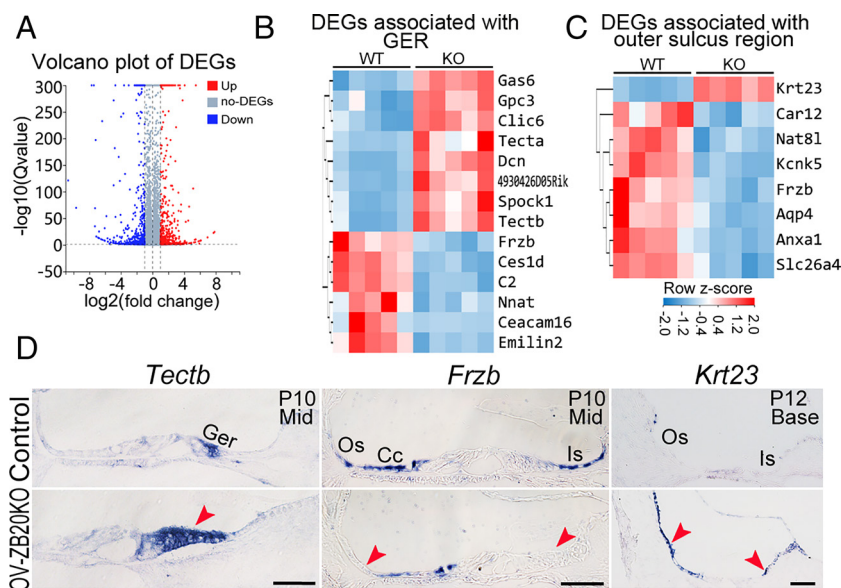 A
Volcano plot of DEGs
Up
no-DEGs
Down
-log10(Qvalue)
300
250
200
150
100
50
0
-50
-8 -4 0 4 8
log2(fold change)
B
DEGs associated with
GER
WT KO
Gas6
Gpc3
Clic6
Tecta
Dcn
4930426D05Rik
Spock1
Tectb
Frzb
Ces1d
C2
Nnat
Ceacam16
Emilin2
C
DEGs associated with
outer sulcus region
WT KO
Krt23
Car12
Nat8l
Kcnk5
Frzb
Aqp4
Anxa1
Slc26a4
Row z-score
-2.0 -1.2 -0.4 0.4 1.2 2.0
D
Tectb Frzb Krt23
Control
P10
Mid
Ger
P10
Mid
Os Cc Is
P12
Base
Os Is
OV-ZB20KO